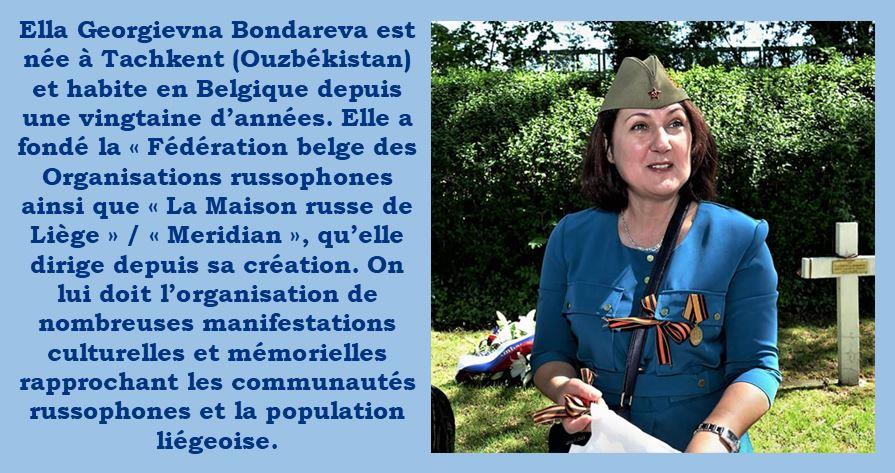 Ella Georgievna Bondareva est
née à Tachkent (Ouzbékistan)
et habite en Belgique depuis
une vingtaine d’années. Elle a
fondé la « Fédération belge des
Organisations russophones
ainsi que « La Maison russe de
Liège » / « Meridian », qu’elle
dirige depuis sa création. On
lui doit l’organisation de
nombreuses manifestations
culturelles et mémorielles
rapprochant les communautés
russophones et la population
liégeoise.